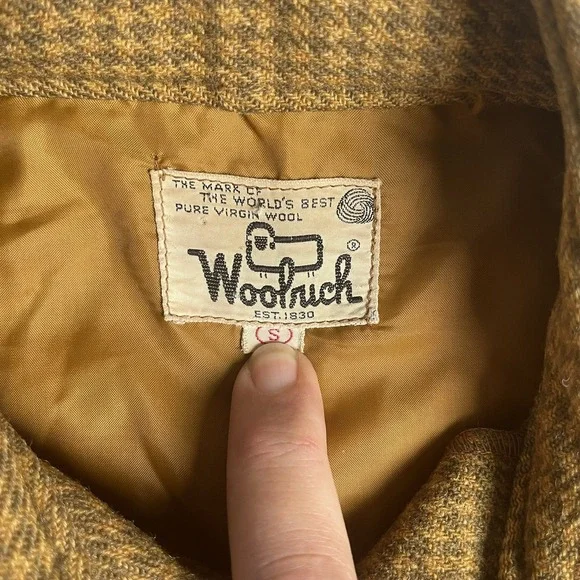 THE MARK OF
THE WORLD'S BEST
PURE VIRGIN WOOL
Woolrich ®
EST. 1830
(S)